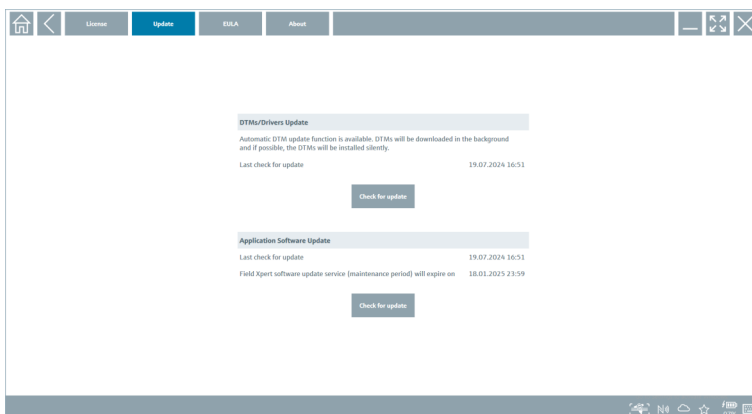 License
Update
EULA
About
DTMs/Drivers Update
Automatic DTM update function is available. DTMs will be downloaded in the background
and if possible, the DTMs will be installed silently.
Last check for update 19.07.2024 16:51
Check for update
Application Software Update
Last check for update 19.07.2024 16:51
Field Xpert software update service (maintenance period) will expire on 18.01.2025 23:59
Check for update